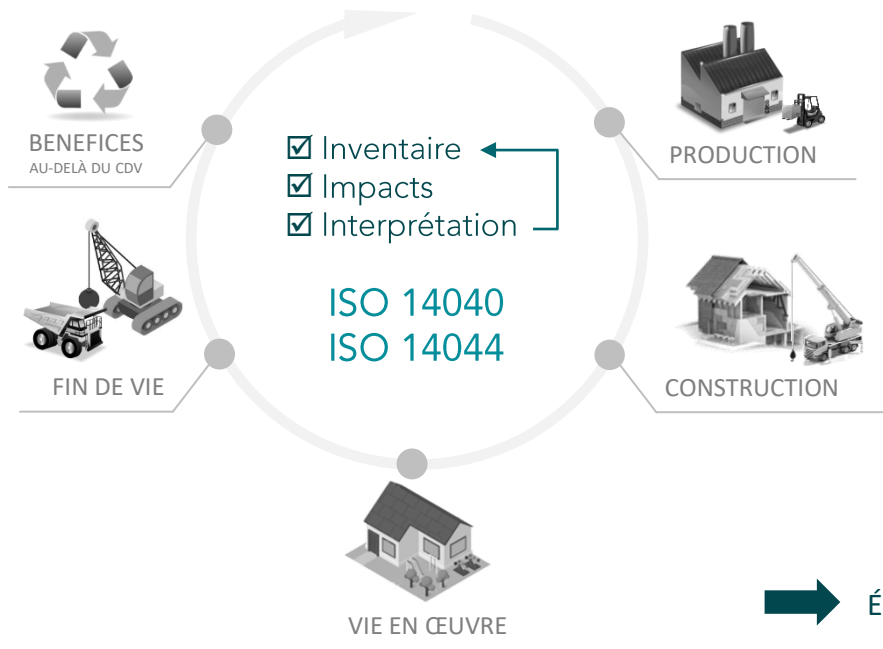 BENEFICES
AU-DELÀ DU CDV
PRODUCTION
☑ Inventaire
☑ Impacts
☑ Interprétation
ISO 14040
ISO 14044
FIN DE VIE
CONSTRUCTION
VIE EN ŒUVRE
É